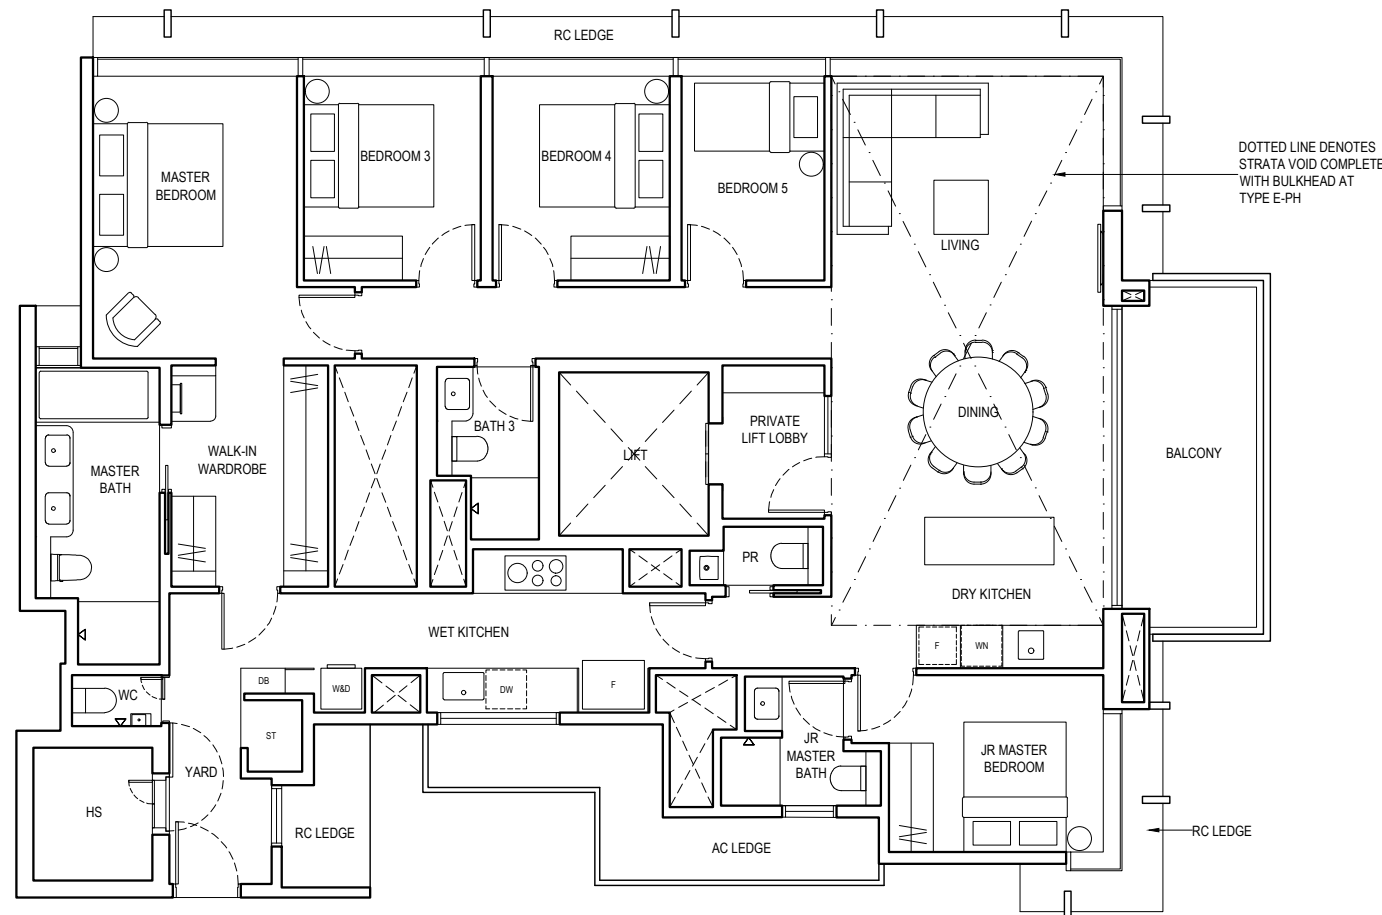 RC LEDGE
DOTTED LINE DENOTES
STRATA VOID COMPLETE
WITH BULKHEAD AT
TYPE E-PH
MASTER
BEDROOM
BEDROOM 3
BEDROOM 4
BEDROOM 5
LIVING
MASTER
BATH
WALK-IN
WARDROBE
BATH 3
LIFT
PRIVATE
LIFT LOBBY
DINING
BALCONY
PR
DRY KITCHEN
WET KITCHEN
F
WN
WC
DB
W&D
DW
F
ST
YARD
HS
RC LEDGE
JR
MASTER
BATH
JR MASTER
BEDROOM
AC LEDGE
RC LEDGE